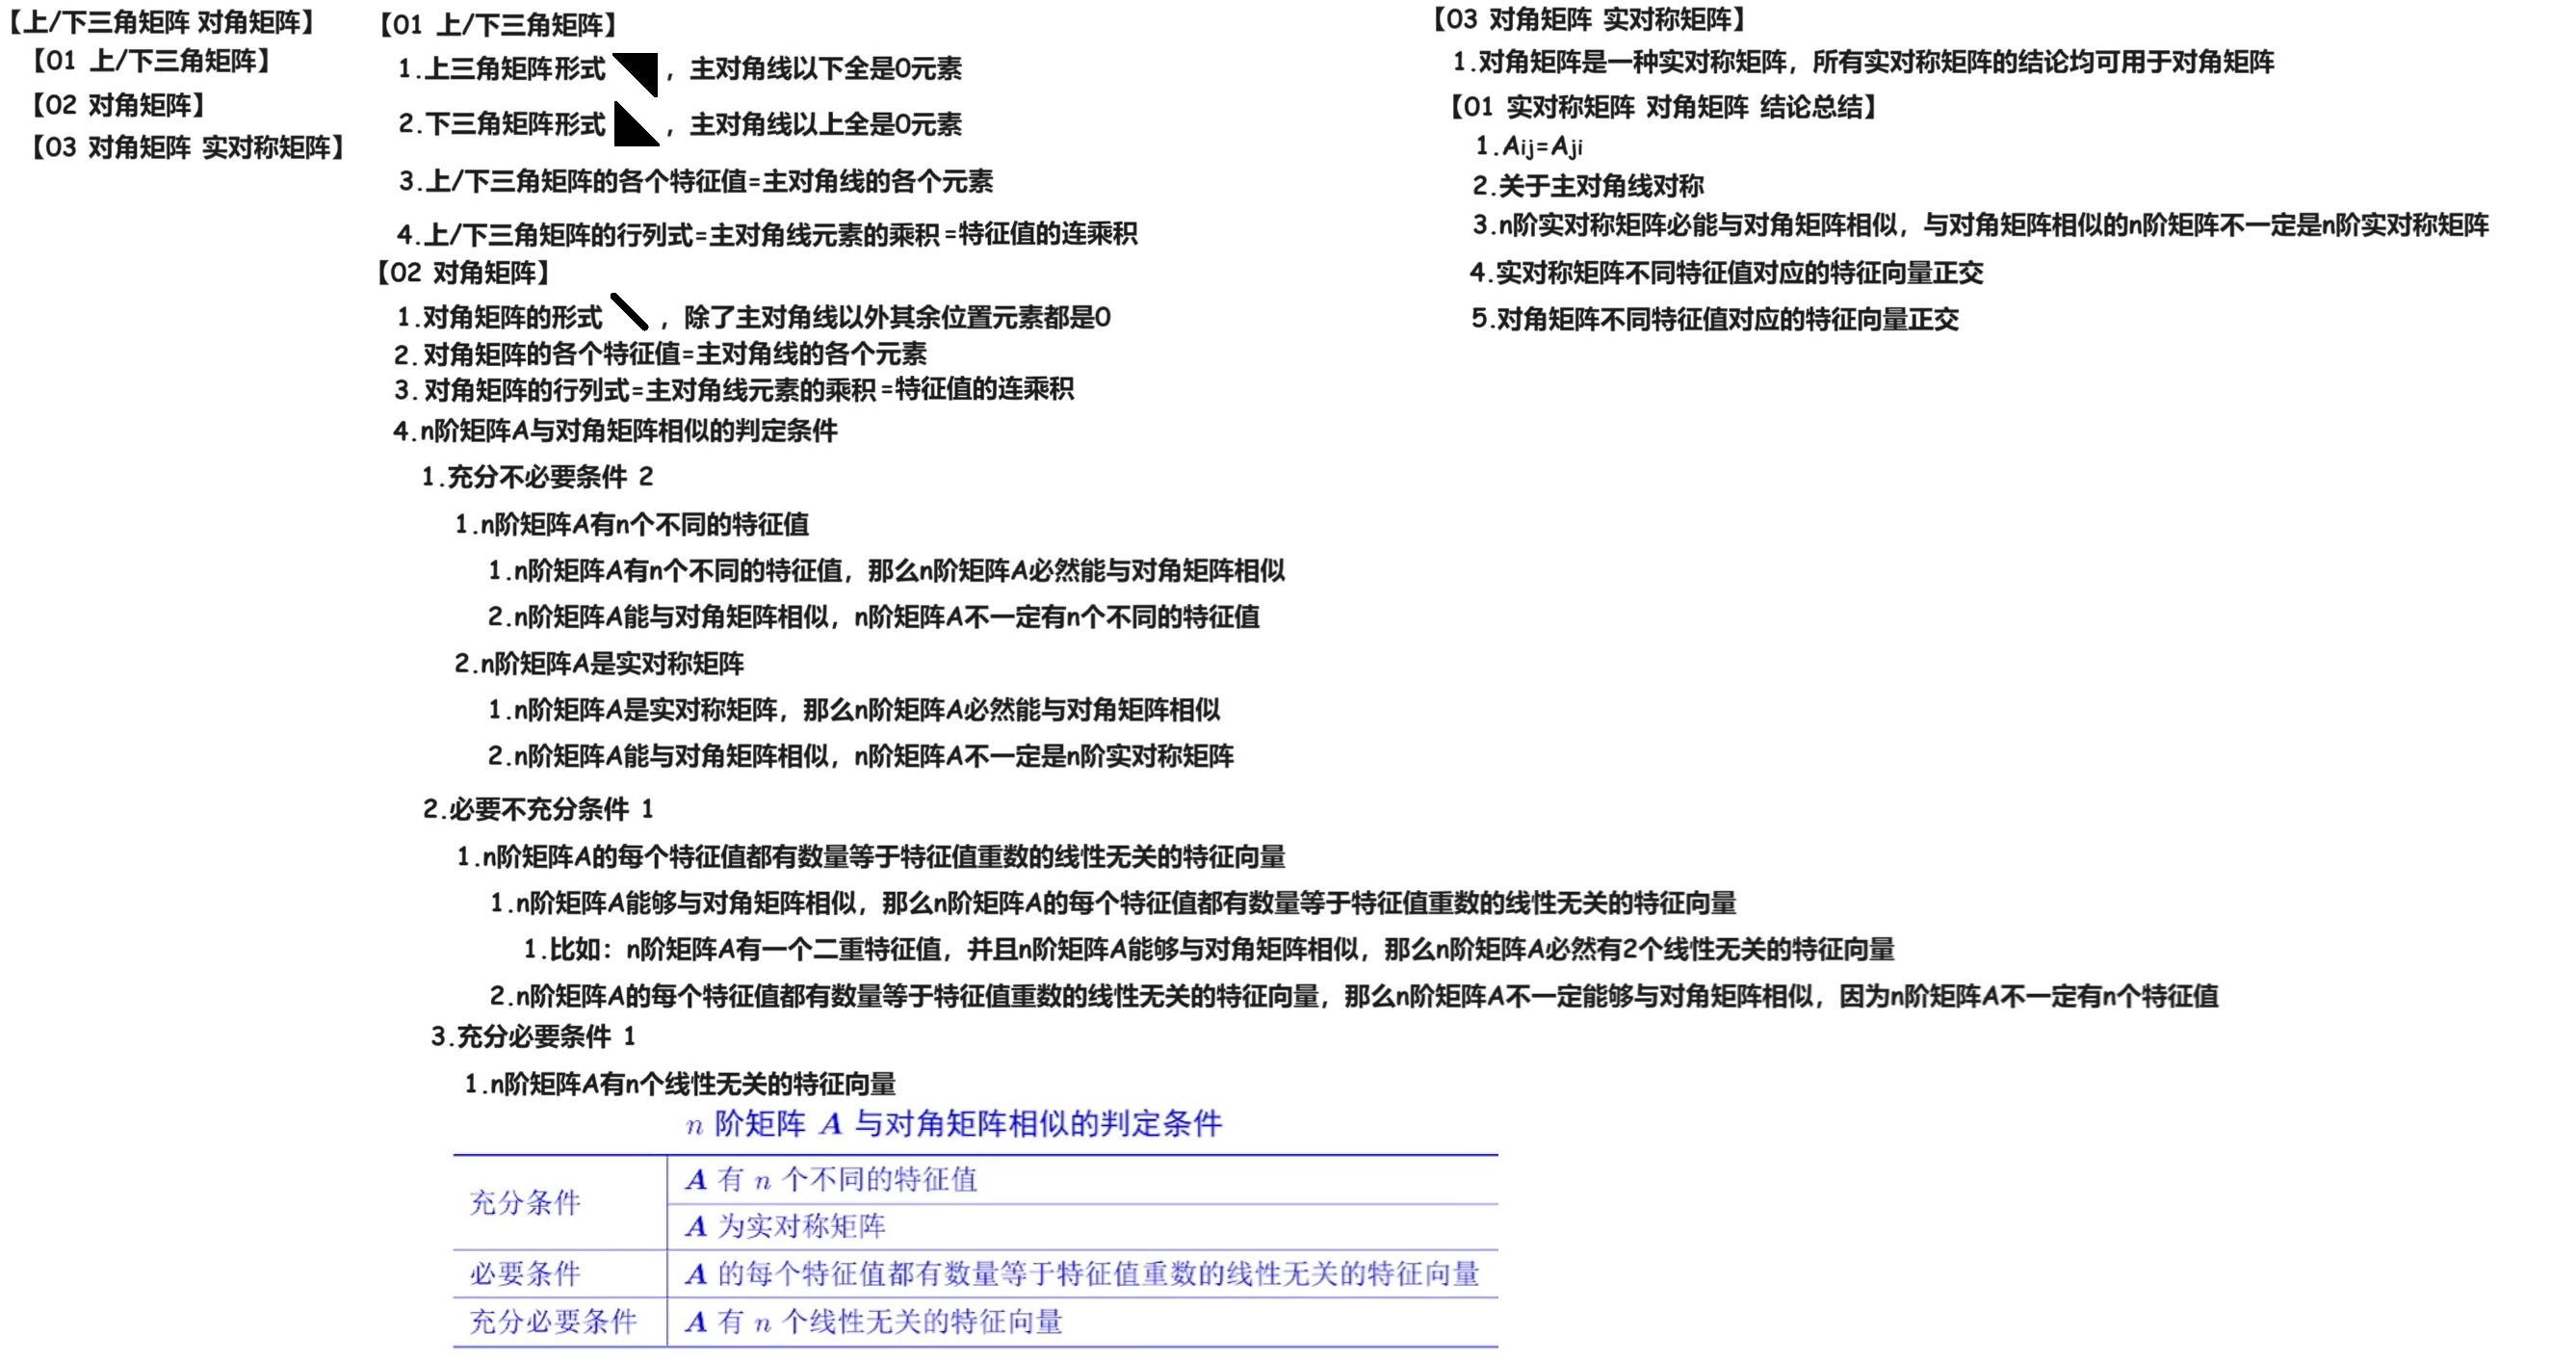 【上/下三角矩阵 对角矩阵】
【01 上/下三角矩阵】
【02 对角矩阵】
【03 对角矩阵 实对称矩阵】
【01 上/下三角矩阵】
1.上三角矩阵形式 ，主对角线以下全是0元素
2.下三角矩阵形式 ，主对角线以上全是0元素
3.上/下三角矩阵的各个特征值=主对角线的各个元素
4.上/下三角矩阵的行列式=主对角线元素的乘积=特征值的连乘积
【02 对角矩阵】
1.对角矩阵的形式 ，除了主对角线以外其余位置元素都是0
2.对角矩阵的各个特征值=主对角线的各个元素
3.对角矩阵的行列式=主对角线元素的乘积=特征值的连乘积
4.n阶矩阵A与对角矩阵相似的判定条件
1.充分不必要条件 2
1.n阶矩阵A有n个不同的特征值
1.n阶矩阵A有n个不同的特征值，那么n阶矩阵A必然能与对角矩阵相似
2.n阶矩阵A能与对角矩阵相似，n阶矩阵A不一定有n个不同的特征值
2.n阶矩阵A是实对称矩阵
1.n阶矩阵A是实对称矩阵，那么n阶矩阵A必然能与对角矩阵相似
2.n阶矩阵A能与对角矩阵相似，n阶矩阵A不一定是n阶实对称矩阵
2.必要不充分条件 1
1.n阶矩阵A的每个特征值都有数量等于特征值重数的线性无关的特征向量
1.n阶矩阵A能够与对角矩阵相似，那么n阶矩阵A的每个特征值都有数量等于特征值重数的线性无关的特征向量
1.比如：n阶矩阵A有一个二重特征值，并且n阶矩阵A能够与对角矩阵相似，那么n阶矩阵A必然有2个线性无关的特征向量
2.n阶矩阵A的每个特征值都有数量等于特征值重数的线性无关的特征向量，那么n阶矩阵A不一定能够与对角矩阵相似，因为n阶矩阵A不一定有n个特征值
3.充分必要条件 1
1.n阶矩阵A有n个线性无关的特征向量
n 阶矩阵 A 与对角矩阵相似的判定条件
充分条件
A 有 n 个不同的特征值
A 为实对称矩阵
必要条件
A 的每个特征值都有数量等于特征值重数的线性无关的特征向量
充分必要条件
A 有 n 个线性无关的特征向量
【03 对角矩阵 实对称矩阵】
1.对角矩阵是一种实对称矩阵，所有实对称矩阵的结论均可用于对角矩阵
【01 实对称矩阵 对角矩阵 结论总结】
1.Aij=Aji
2.关于主对角线对称
3.n阶实对称矩阵必能与对角矩阵相似，与对角矩阵相似的n阶矩阵不一定是n阶实对称矩阵
4.实对称矩阵不同特征值对应的特征向量正交
5.对角矩阵不同特征值对应的特征向量正交